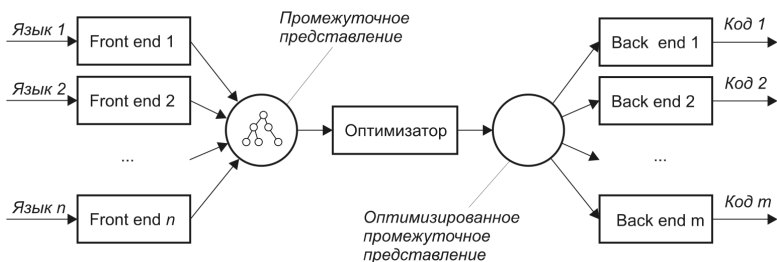 Язык 1
Front end 1
Промежуточное
представление
Back end 1
Код 1
Язык 2
Front end 2
Оптимизатор
Back end 2
Код 2
...
...
Язык n
Front end n
Оптимизированное
промежуточное
представление
Back end m
Код m